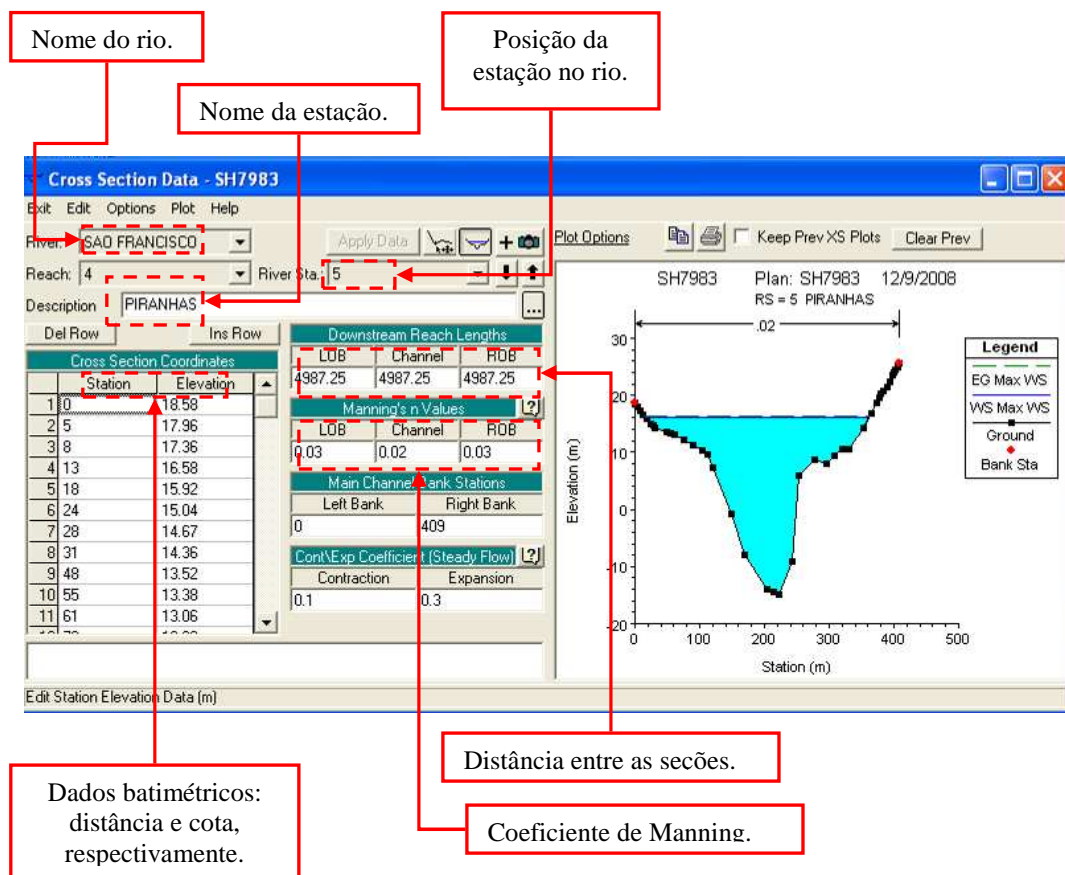 Nome do rio.
Posição da
estação no rio.
Nome da estação.
Cross Section Data - SH7983
Exit Edit Options Plot Help
River: SAO FRANCISCO
Apply Data
Plot Options
Keep Prev XS Plots
Clear Prev
Reach: 4
River Sta.: 5
Description PIRANHAS
...
Del Row
Ins Row
Cross Section Coordinates
Station Elevation
1 0 18.58
2 5 17.96
3 8 17.36
4 13 16.58
5 18 15.92
6 24 15.04
7 28 14.67
8 31 14.36
9 48 13.52
10 55 13.38
11 61 13.06
Downstream Reach Lengths
LOB Channel ROB
4987.25 4987.25 4987.25
Manning's n Values
?
LOB Channel ROB
0.03 0.02 0.03
Main Channel Bank Stations
Left Bank Right Bank
0 409
Cont\Exp Coefficient (Steady Flow)
?
Contraction Expansion
0.1 0.3
Edit Station Elevation Data (m)
SH7983 Plan: SH7983 12/9/2008
RS = 5 PIRANHAS
.02
30
20
10
0
-10
-20
Elevation (m)
0 100 200 300 400 500
Station (m)
Legend
EG Max WS
WS Max WS
Ground
Bank Sta
Distância entre as secões.
Coeficiente de Manning.
Dados batimétricos:
distância e cota,
respectivamente.